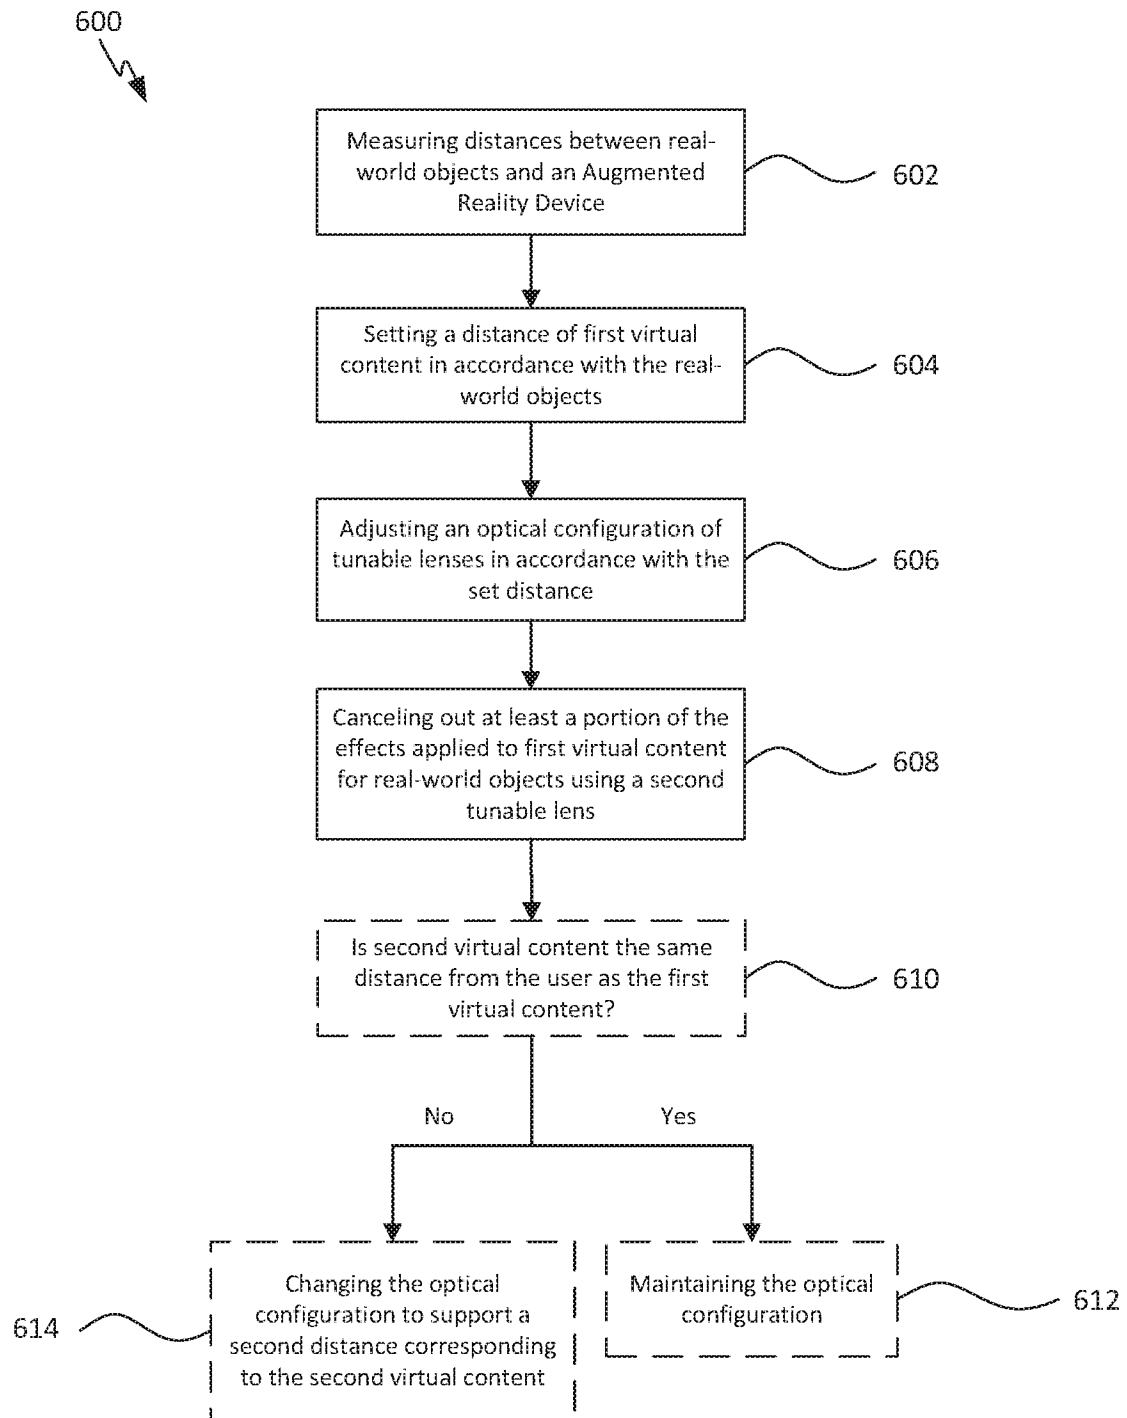 600
Measuring distances between real-
world objects and an Augmented
Reality Device
602
Setting a distance of first virtual
content in accordance with the real-
world objects
604
Adjusting an optical configuration of
tunable lenses in accordance with the
set distance
606
Canceling out at least a portion of the
effects applied to first virtual content
for real-world objects using a second
tunable lens
608
Is second virtual content the same
distance from the user as the first
virtual content?
610
No
Yes
Changing the optical
configuration to support a
second distance corresponding
to the second virtual content
614
Maintaining the optical
configuration
612